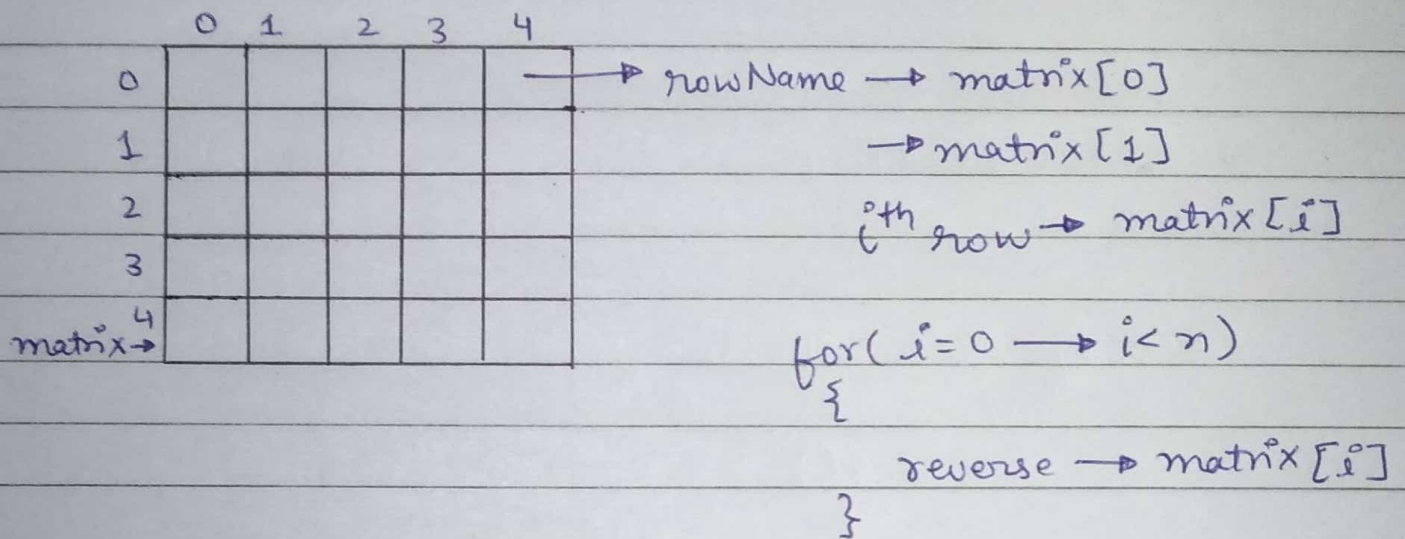 0 1 2 3 4
0 → rowName → matrix[0]
1 → matrix[1]
2 ith row → matrix[i]
3
4
matrix→
for( i=0 → i<n)
{
reverse → matrix[i]
}